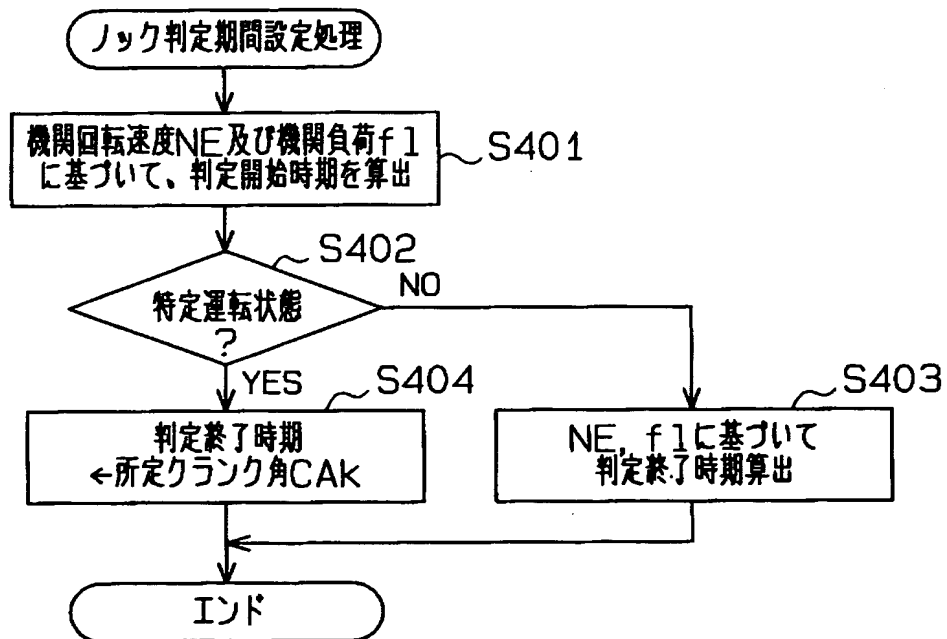 ノック判定期間設定処理
機関回転速度NE及び機関負荷fl
に基づいて、判定開始時期を算出
S401
S402
特定運転状態
?
NO
YES
S404
判定終了時期
←所定クランク角CAk
S403
NE, flに基づいて
判定終了時期算出
エンド